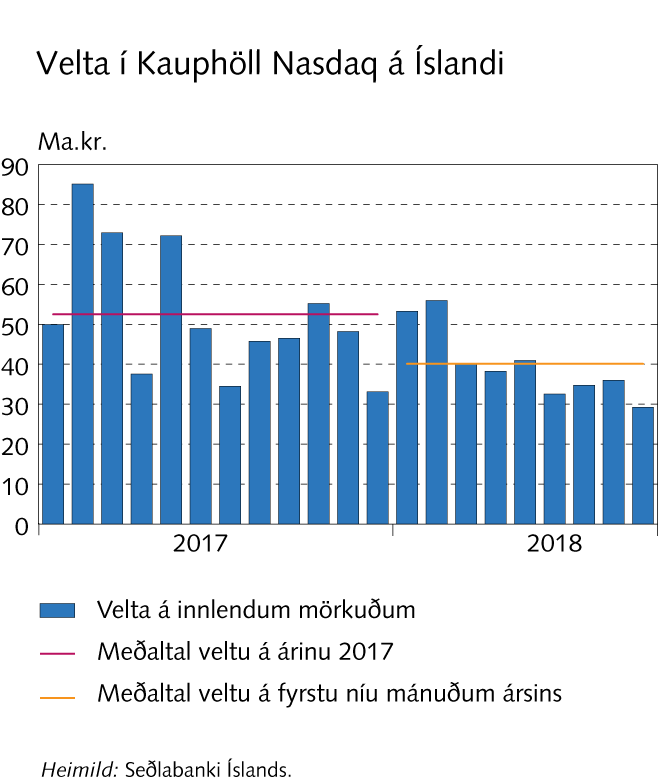 Velta í Kauphöll Nasdaq á Íslandi
Ma.kr.
90
80
70
60
50
40
30
20
10
0
2017 2018
Velta á innlendum mörkuðum
Meðaltal veltu á árinu 2017
Meðaltal veltu á fyrstu níu mánuðum ársins
Heimild: Seðlabanki Íslands.